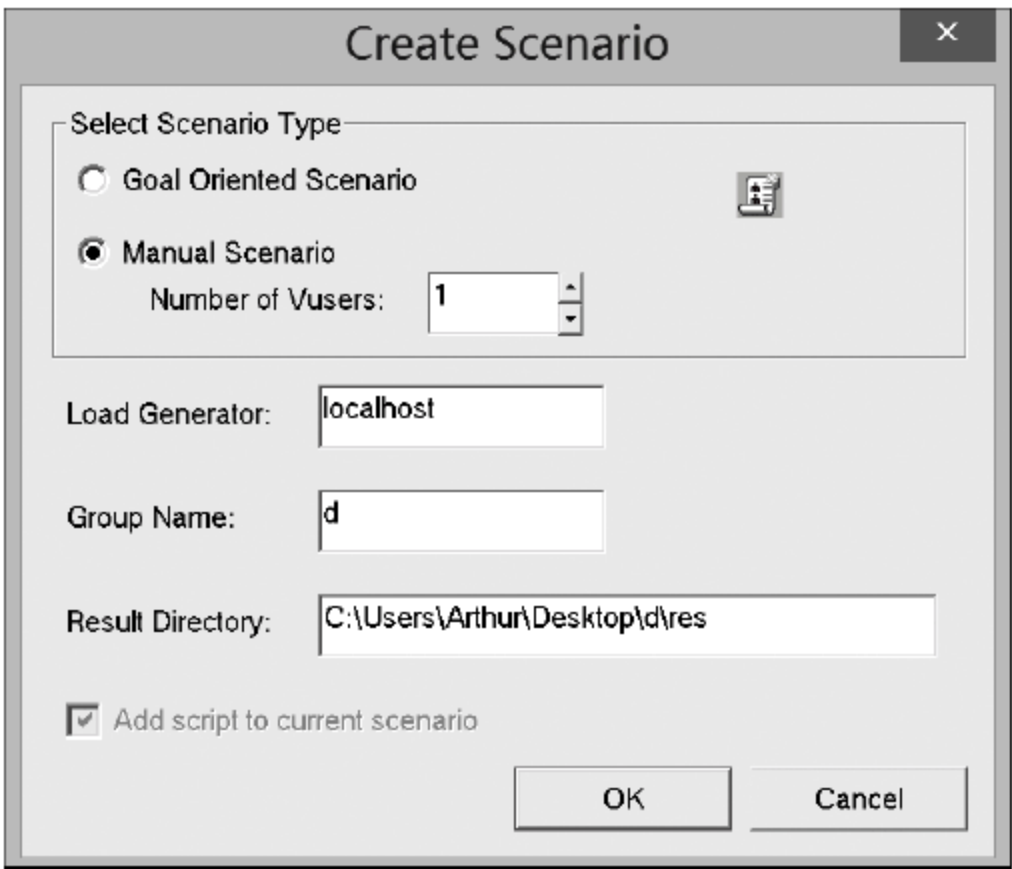 Create Scenario
Select Scenario Type
Goal Oriented Scenario
Manual Scenario
Number of Vusers: 1
Load Generator: localhost
Group Name: d
Result Directory: C:\Users\Arthur\Desktop\d\res
Add script to current scenario
OK Cancel